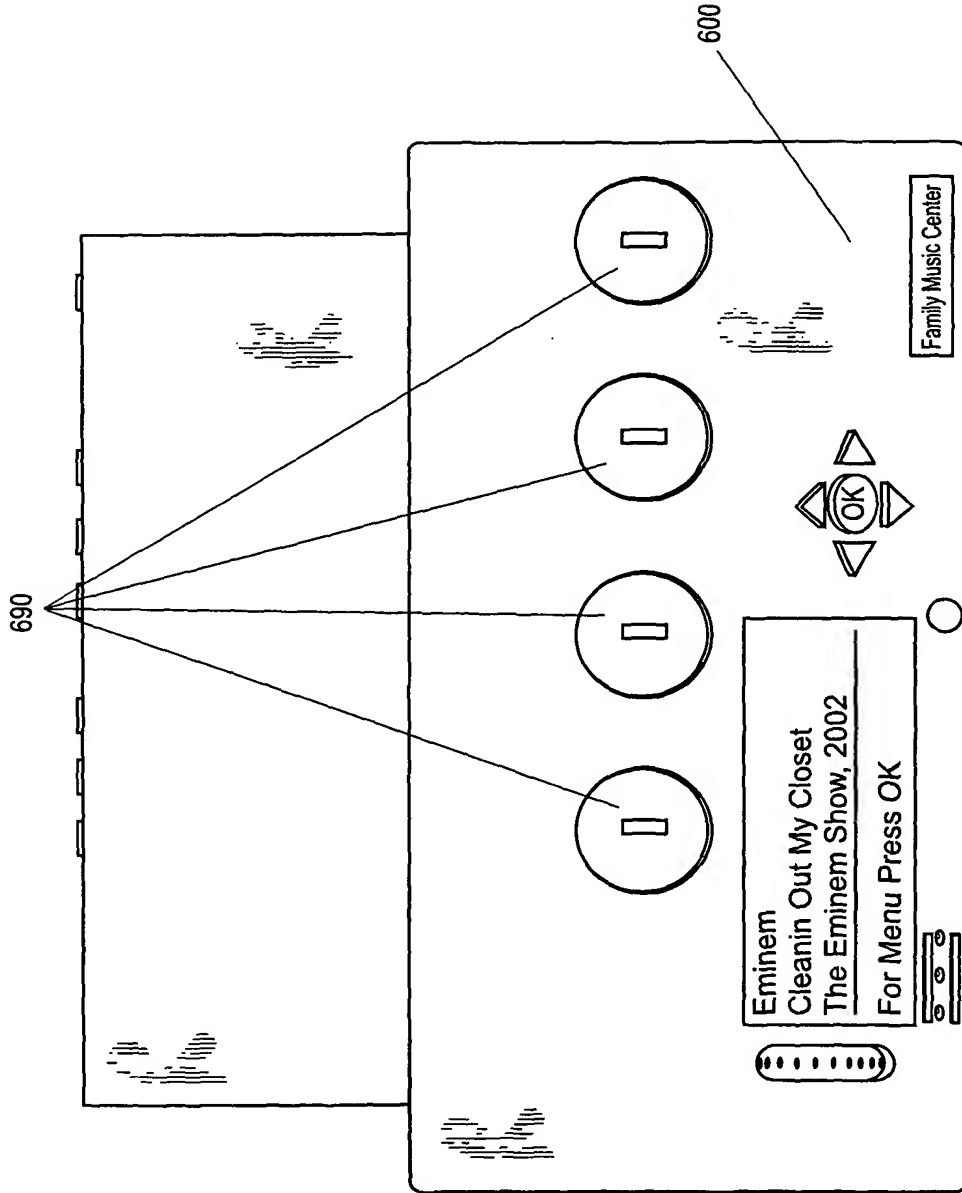 690
600
Eminem
Cleanin Out My Closet
The Eminem Show, 2002
For Menu Press OK
OK
Family Music Center